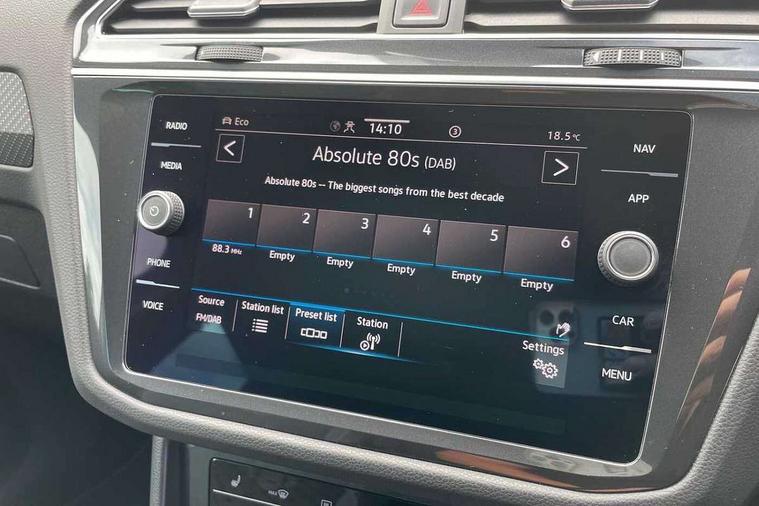 RADIO
MEDIA
PHONE
VOICE
Eco
14:10
3
18.5°C
Absolute 80s (DAB)
Absolute 80s – The biggest songs from the best decade
1 2 3 4 5 6
88.3 MHz Empty Empty Empty Empty Empty
Source Station list Preset list Station
FM/DAB
Settings
NAV
APP
CAR
MENU
MAX